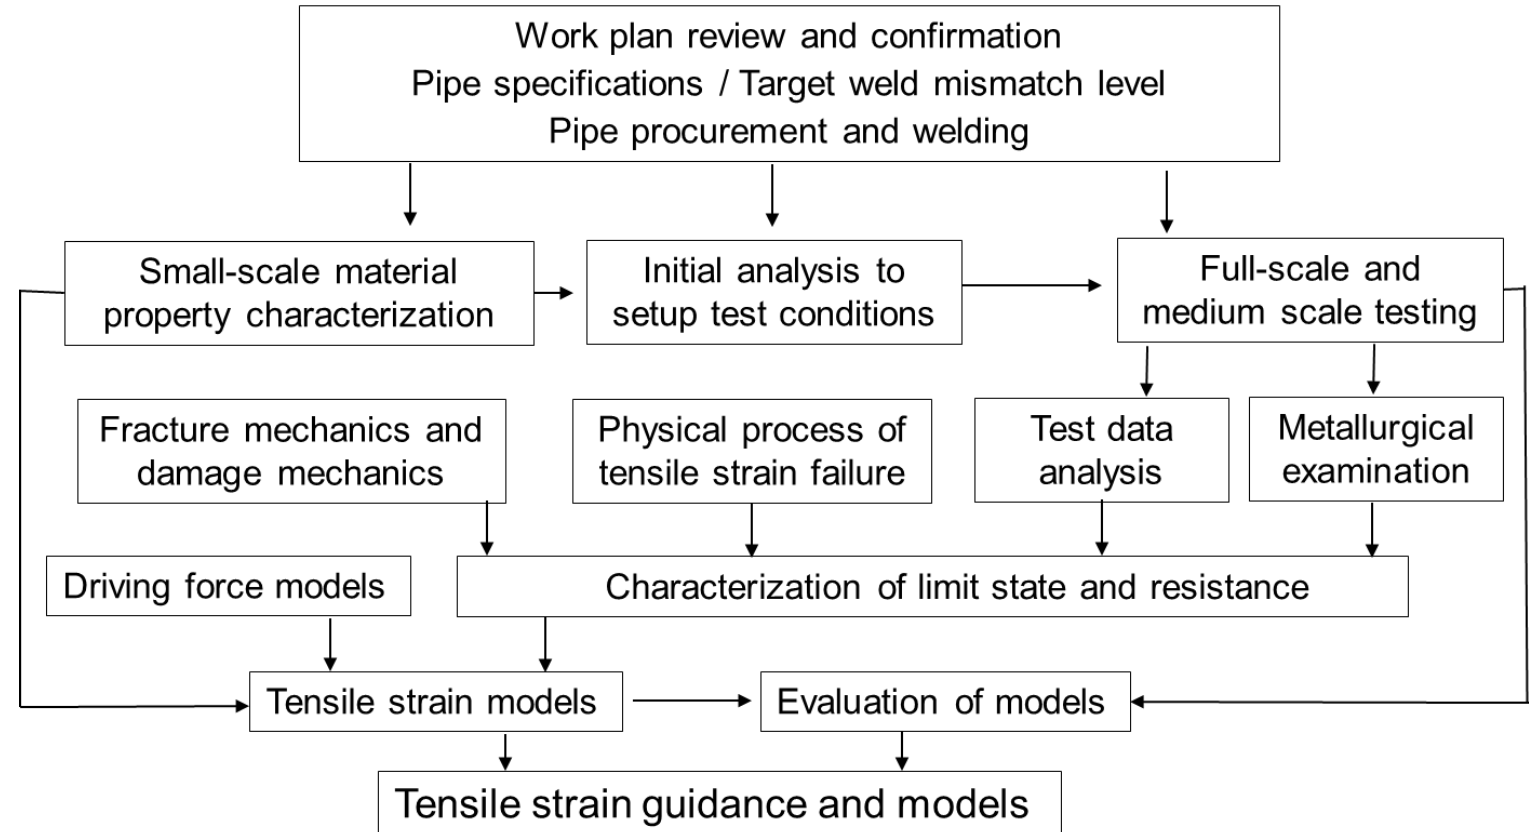 Work plan review and confirmation
Pipe specifications / Target weld mismatch level
Pipe procurement and welding
Small-scale material
property characterization
Initial analysis to
setup test conditions
Full-scale and
medium scale testing
Fracture mechanics and
damage mechanics
Physical process of
tensile strain failure
Test data
analysis
Metallurgical
examination
Driving force models
Characterization of limit state and resistance
Tensile strain models
Evaluation of models
Tensile strain guidance and models